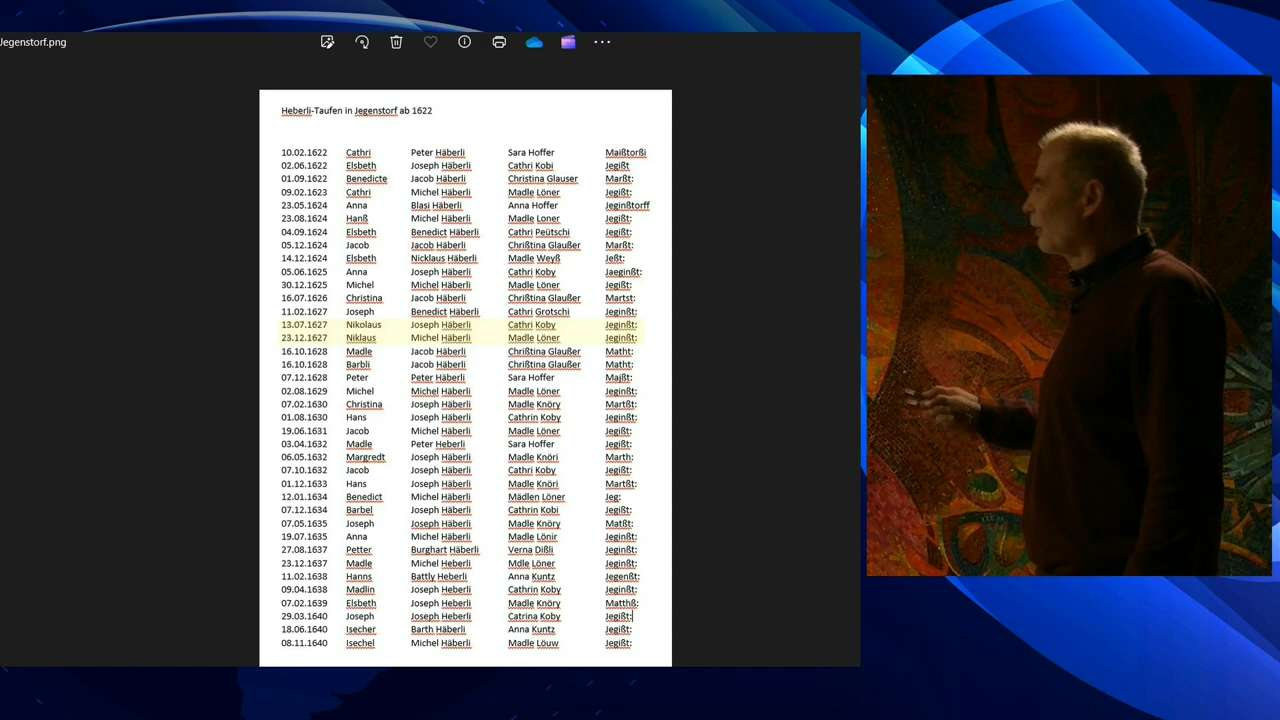 Jegenstorf.png
Heberli-Taufen in Jegenstorf ab 1622
10.02.1622 Cathri Peter Häberli Sara Hoffer Maißtorßi
02.06.1622 Elsbeth Joseph Häberli Cathri Kobi Jegißt
01.09.1622 Benedicte Jacob Häberli Christina Glauser Marßt:
09.02.1623 Cathri Michel Häberli Madle Löner Jegißt:
23.05.1624 Anna Blasi Häberli Anna Hoffer Jeginßtorff
23.08.1624 Hanß Michel Häberli Madle Loner Jegißt:
04.09.1624 Elsbeth Benedict Häberli Cathri Peütschi Jegißt:
05.12.1624 Jacob Jacob Häberli Chrißtina Glaußer Marßt:
14.12.1624 Elsbeth Nicklaus Häberli Madle Weyß Jeßt:
05.06.1625 Anna Joseph Häberli Cathri Koby Jaeginßt:
30.12.1625 Michel Michel Häberli Madle Löner Jegißt:
16.07.1626 Christina Jacob Häberli Chrißtina Glaußer Martst:
11.02.1627 Joseph Benedict Häberli Cathri Grotschi Jeginßt:
13.07.1627 Nikolaus Joseph Häberli Cathri Koby Jeginßt:
23.12.1627 Niklaus Michel Häberli Madle Löner Jeginßt:
16.10.1628 Madle Jacob Häberli Chrißtina Glaußer Matht:
16.10.1628 Barbli Jacob Häberli Chrißtina Glaußer Matht:
07.12.1628 Peter Peter Häberli Sara Hoffer Majßt:
02.08.1629 Michel Michel Häberli Madle Löner Jeginßt:
07.02.1630 Christina Joseph Häberli Madle Knöry Martßt:
01.08.1630 Hans Joseph Häberli Cathrin Koby Jeginßt:
19.06.1631 Jacob Michel Häberli Madle Löner Jegißt:
03.04.1632 Madle Peter Heberli Sara Hoffer Jegißt:
06.05.1632 Margredt Joseph Häberli Madle Knöri Marth:
07.10.1632 Jacob Joseph Häberli Cathri Koby Jegißt:
01.12.1633 Hans Joseph Häberli Madle Knöri Martßt:
12.01.1634 Benedict Michel Häberli Mädlen Löner Jeg:
07.12.1634 Barbel Joseph Häberli Cathrin Kobi Jegißt:
07.05.1635 Joseph Joseph Häberli Madle Knöry Matßt:
19.07.1635 Anna Michel Häberli Madle Lönir Jeginßt:
27.08.1637 Petter Burghart Häberli Verna Dißli Jeginßt:
23.12.1637 Madle Michel Heberli Mdle Löner Jeginßt:
11.02.1638 Hanns Battly Heberli Anna Kuntz Jegenßt:
09.04.1638 Madlin Joseph Heberli Cathrin Koby Jeginßt:
07.02.1639 Elsbeth Joseph Heberli Madle Knöry Matthß:
29.03.1640 Joseph Joseph Heberli Catrina Koby Jegißt:
18.06.1640 Isecher Barth Häberli Anna Kuntz Jegißt:
08.11.1640 Isechel Michel Häberli Madle Löuw Jegißt: